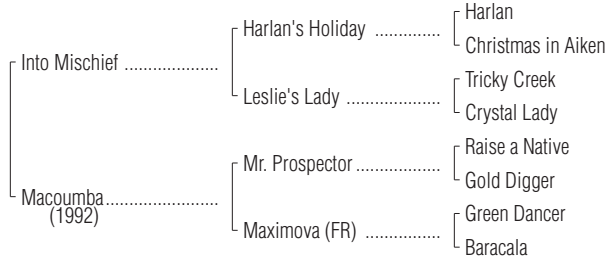 Harlan
Harlan's Holiday ..............
Christmas in Aiken
Into Mischief ....................
Tricky Creek
Leslie's Lady ....................
Crystal Lady
Raise a Native
Mr. Prospector ..................
Gold Digger
Macoumba ........................
(1992)
Green Dancer
Maximova (FR) ................
Baracala